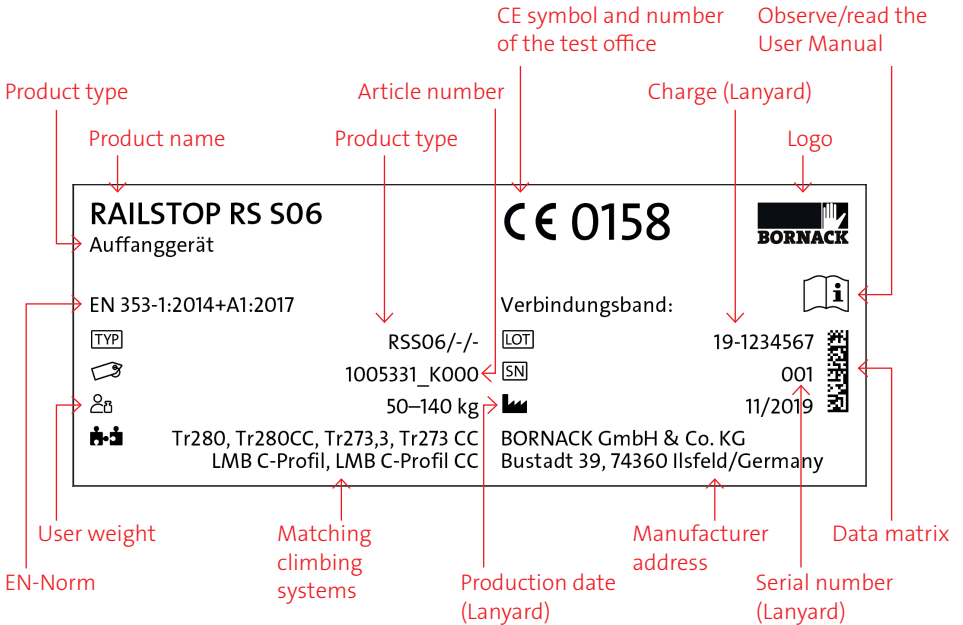 CE symbol and number
of the test office
Observe/read the
User Manual
Product type
Article number
Charge (Lanyard)
Product name
Product type
Logo
RAILSTOP RS S06
Auffanggerät
CE 0158
BORNACK
i
EN 353-1:2014+A1:2017
Verbindungsband:
TYP
RSS06/-/-
LOT
19-1234567
1005331_K000
SN
001
50–140 kg
11/2019
Tr280, Tr280CC, Tr273,3, Tr273 CC
LMB C-Profil, LMB C-Profil CC
BORNACK GmbH & Co. KG
Bustadt 39, 74360 Ilsfeld/Germany
User weight
Matching
climbing
systems
Manufacturer
address
Data matrix
EN-Norm
Production date
(Lanyard)
Serial number
(Lanyard)